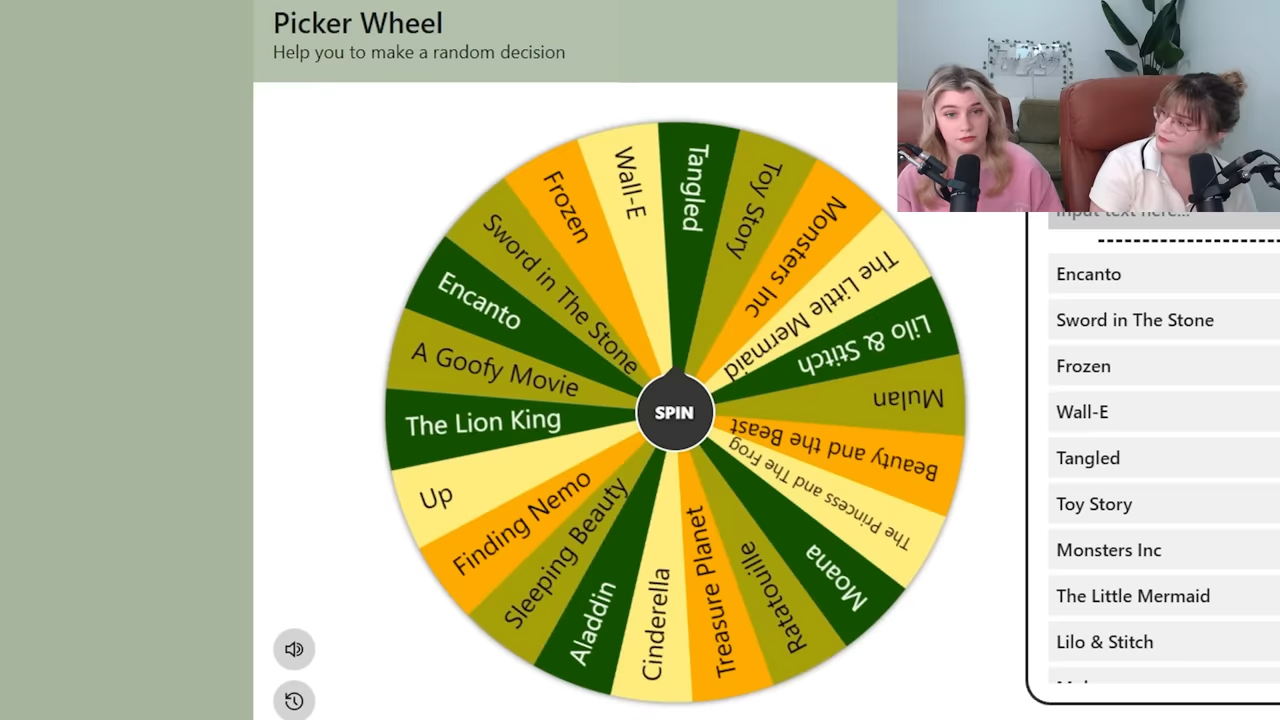 Picker Wheel
Help you to make a random decision
Tangled
Toy Story
Monsters Inc
The Little Mermaid
Lilo & Stitch
Mulan
Beauty and the Beast
The Princess and The Frog
Moana
Ratatouille
Treasure Planet
Cinderella
Aladdin
Sleeping Beauty
Finding Nemo
Up
The Lion King
A Goofy Movie
Encanto
Sword in The Stone
Frozen
Wall-E
SPIN
Input text here...
Encanto
Sword in The Stone
Frozen
Wall-E
Tangled
Toy Story
Monsters Inc
The Little Mermaid
Lilo & Stitch